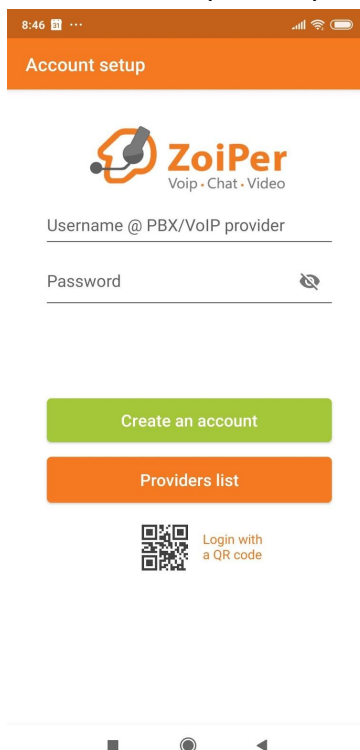 8:46 31 ...
Account setup
ZoiPer
Voip • Chat • Video
Username @ PBX/VoIP provider
Password
Create an account
Providers list
Login with
a QR code